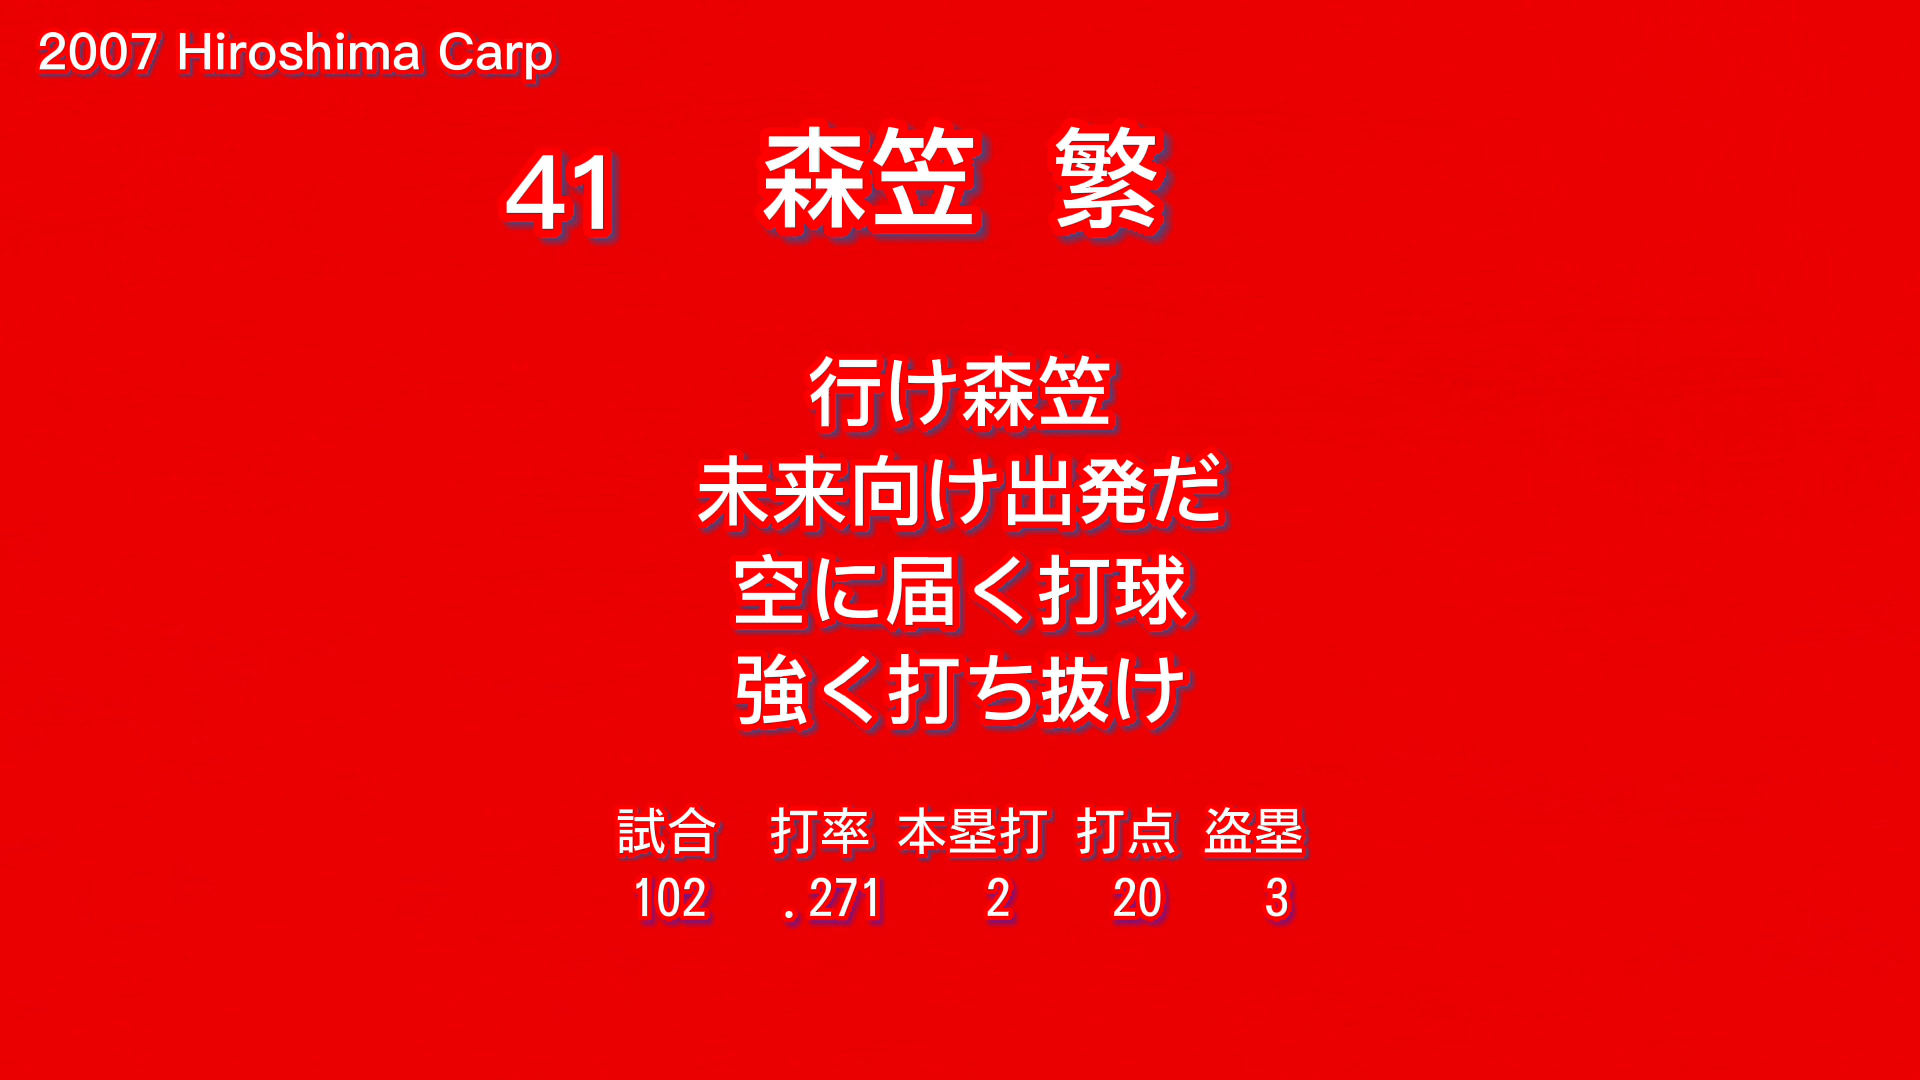 2007 Hiroshima Carp
41 森笠 繁
行け森笠
未来向け出発だ
空に届く打球
強く打ち抜け
試合 打率 本塁打 打点 盗塁
102 .271 2 20 3